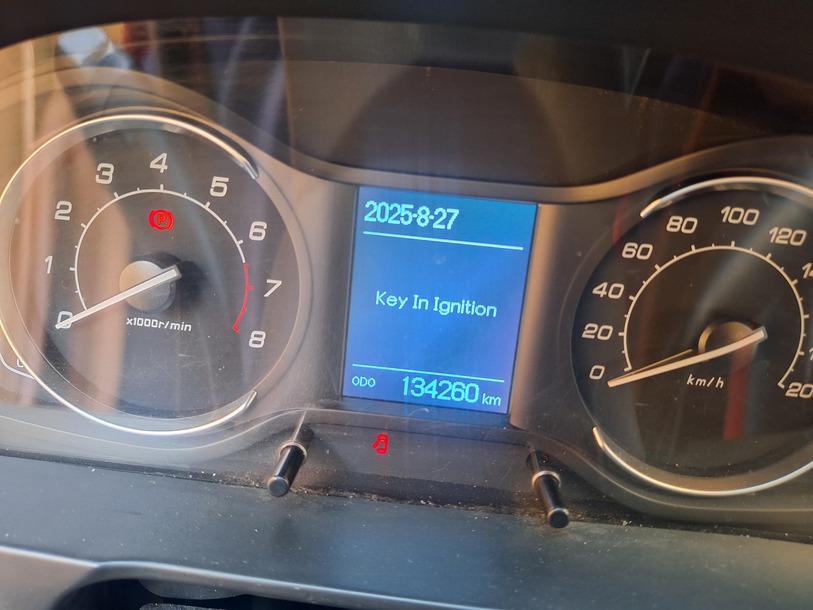 2025-8-27
Key In Ignition
ODO 134260 km
0 1 2 3 4 5 6 7 8
x1000r/min
P
0 20 40 60 80 100 120
km/h